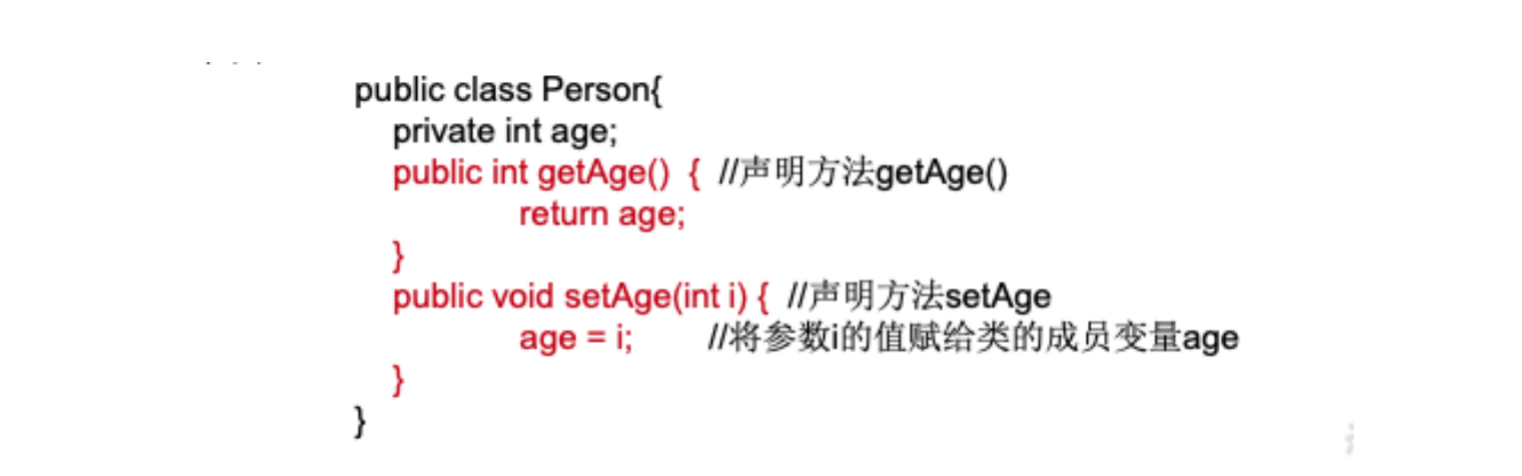 public class Person{
private int age;
public int getAge() { //声明方法getAge()
return age;
}
public void setAge(int i) { //声明方法setAge
age = i; //将参数i的值赋给类的成员变量age
}
}